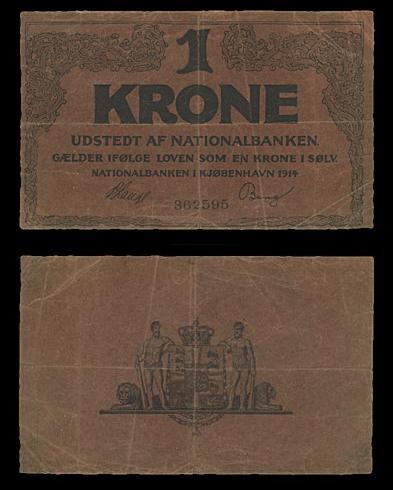 1
KRONE
UDSTEDT AF NATIONALBANKEN.
GÆLDER IFØLGE LOVEN SOM EN KRONE I SØLV.
NATIONALBANKEN I KJØBENHAVN 1914
362595